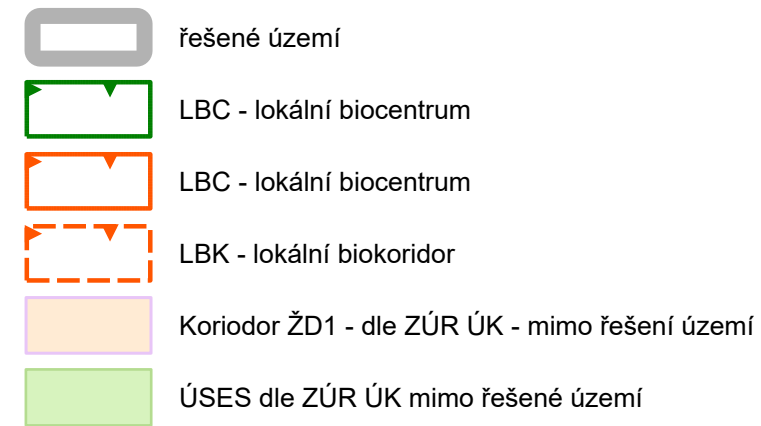 řešené území
LBC - lokální biocentrum
LBC - lokální biocentrum
LBK - lokální biokoridor
Koriodor ŽD1 - dle ZÚR ÚK - mimo řešení území
ÚSES dle ZÚR ÚK mimo řešené území